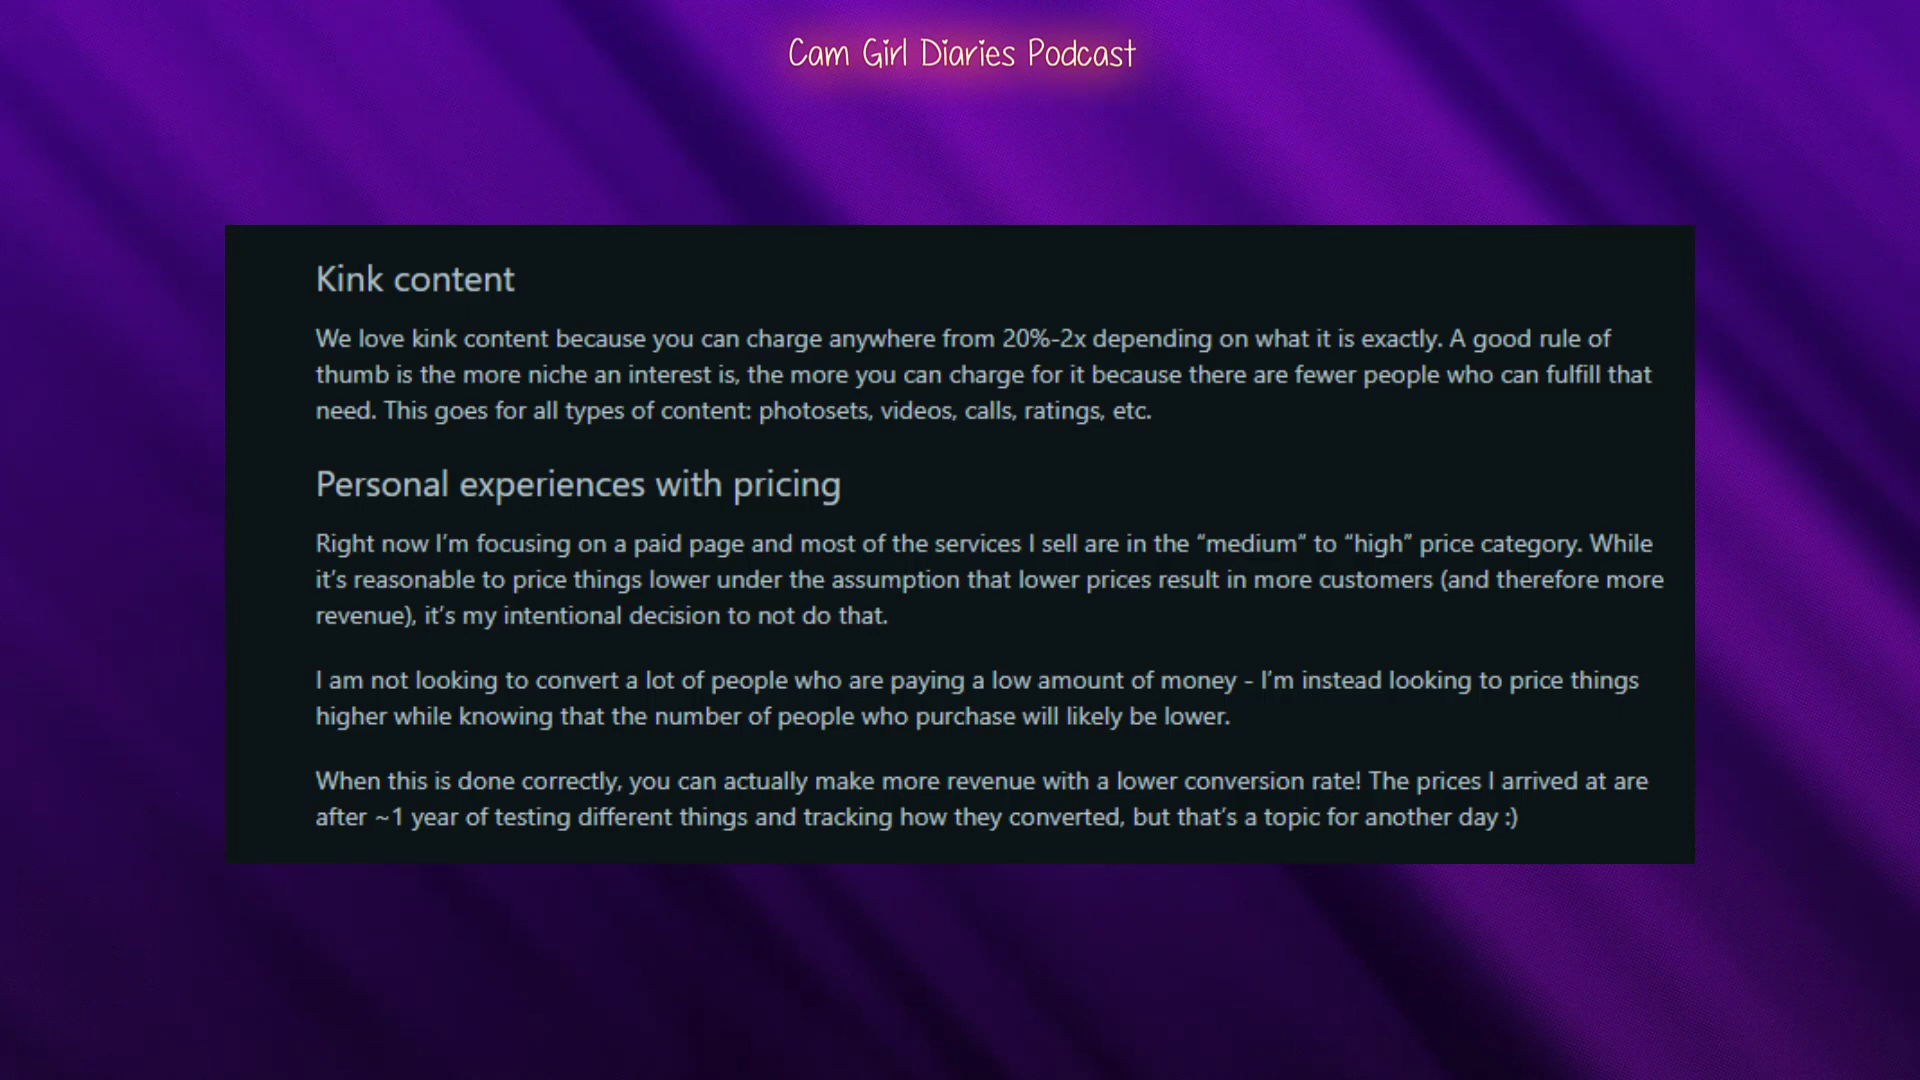 Cam Girl Diaries Podcast
Kink content
We love kink content because you can charge anywhere from 20%-2x depending on what it is exactly. A good rule of
thumb is the more niche an interest is, the more you can charge for it because there are fewer people who can fulfill that
need. This goes for all types of content: photosets, videos, calls, ratings, etc.
Personal experiences with pricing
Right now I’m focusing on a paid page and most of the services I sell are in the “medium” to “high” price category. While
it’s reasonable to price things lower under the assumption that lower prices result in more customers (and therefore more
revenue), it’s my intentional decision to not do that.
I am not looking to convert a lot of people who are paying a low amount of money - I’m instead looking to price things
higher while knowing that the number of people who purchase will likely be lower.
When this is done correctly, you can actually make more revenue with a lower conversion rate! The prices I arrived at are
after ~1 year of testing different things and tracking how they converted, but that’s a topic for another day :)